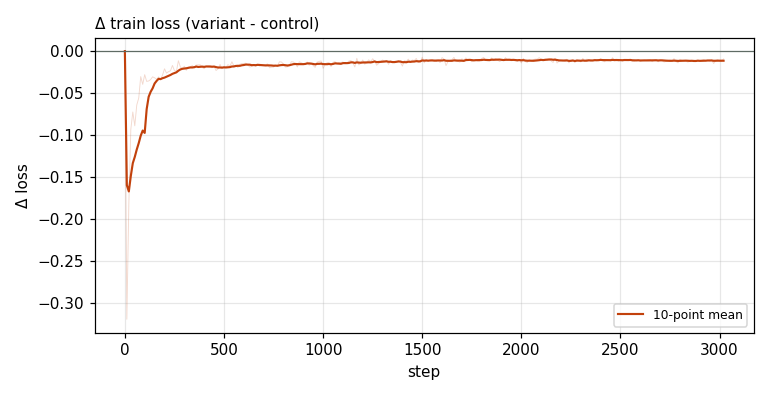 Δ train loss (variant - control)
0.00
−0.05
−0.10
−0.15
−0.20
−0.25
−0.30
Δ loss
10-point mean
0 500 1000 1500 2000 2500 3000
step